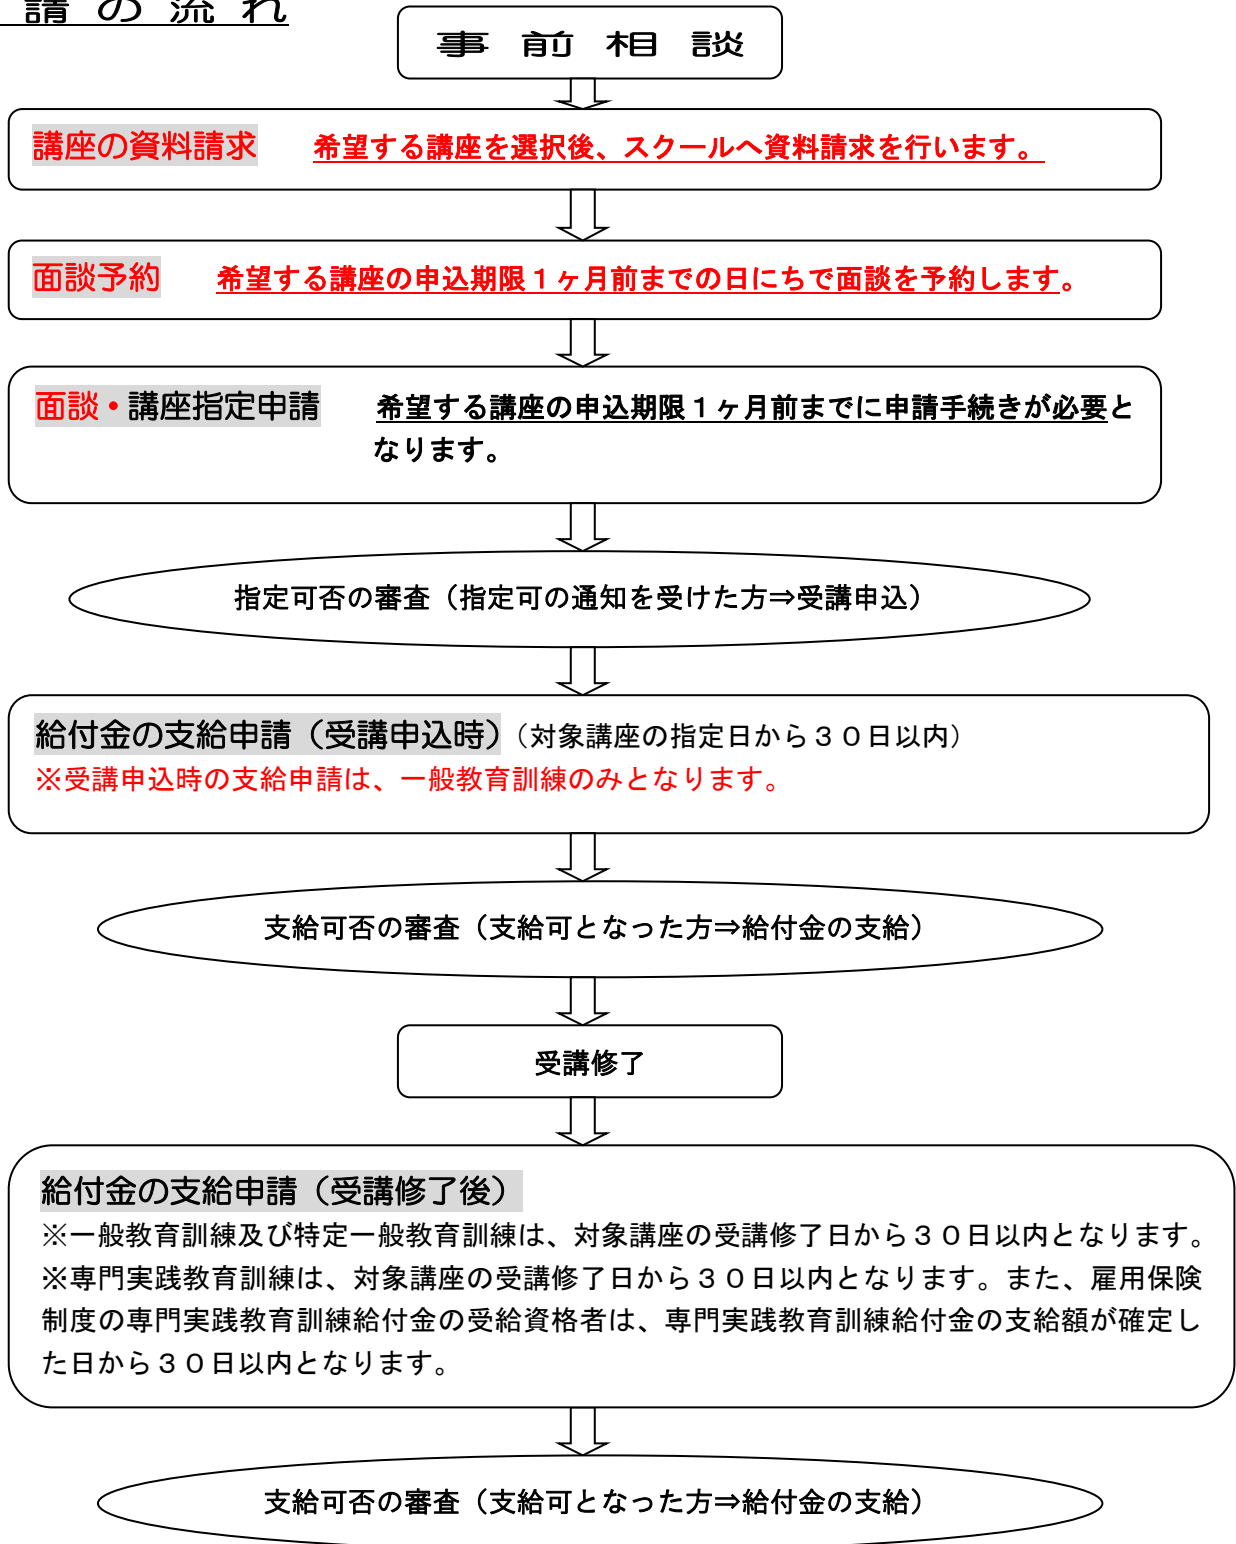 請の流れ
事前相談
講座の資料請求 希望する講座を選択後、スクールへ資料請求を行います。
面談予約 希望する講座の申込期限１ヶ月前までの日にちで面談を予約します。
面談・講座指定申請 希望する講座の申込期限１ヶ月前までに申請手続きが必要と
なります。
指定可否の審査（指定可の通知を受けた方⇒受講申込）
給付金の支給申請（受講申込時）（対象講座の指定日から３０日以内）
※受講申込時の支給申請は、一般教育訓練のみとなります。
支給可否の審査（支給可となった方⇒給付金の支給）
受講修了
給付金の支給申請（受講修了後）
※一般教育訓練及び特定一般教育訓練は、対象講座の受講修了日から３０日以内となります。
※専門実践教育訓練は、対象講座の受講修了日から３０日以内となります。また、雇用保険
制度の専門実践教育訓練給付金の受給資格者は、専門実践教育訓練給付金の支給額が確定し
た日から３０日以内となります。
支給可否の審査（支給可となった方⇒給付金の支給）